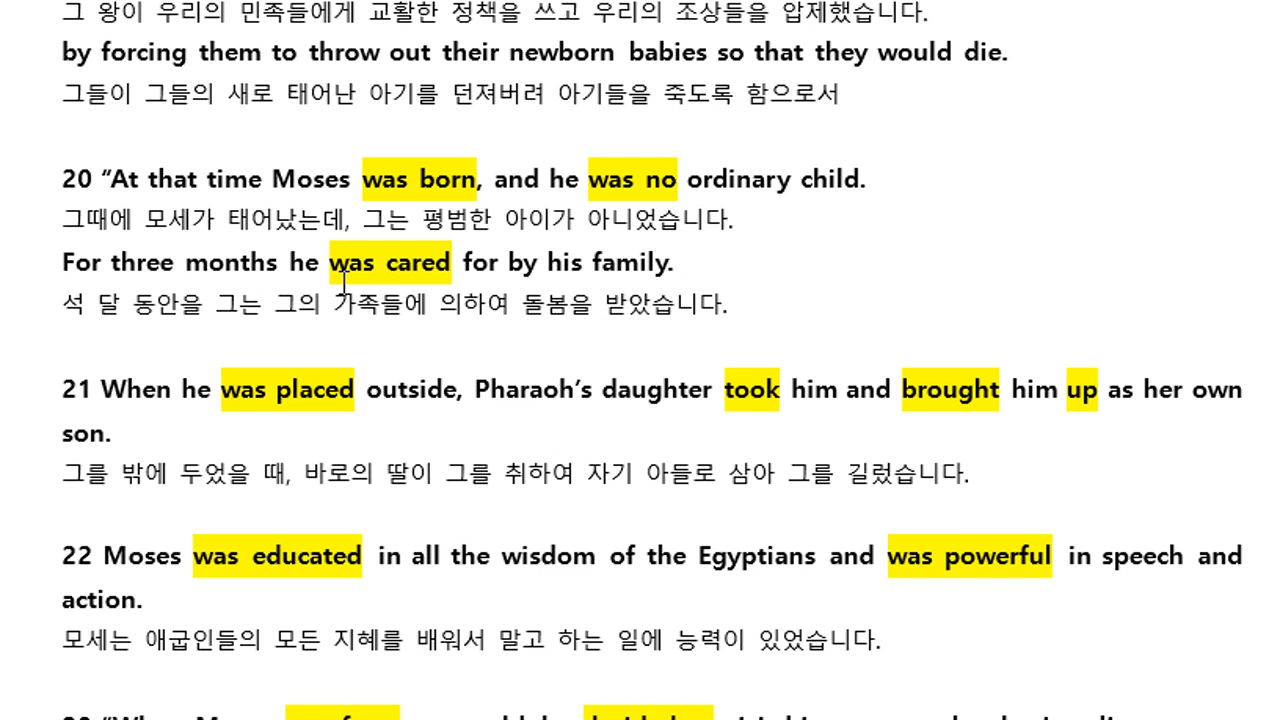 그 왕이 우리의 민족들에게 교활한 정책을 쓰고 우리의 조상들을 압제했습니다.
by forcing them to throw out their newborn babies so that they would die.
그들이 그들의 새로 태어난 아기를 던져버려 아기들을 죽도록 함으로서
20 “At that time Moses was born, and he was no ordinary child.
그때에 모세가 태어났는데, 그는 평범한 아이가 아니었습니다.
For three months he was cared for by his family.
석 달 동안을 그는 그의 가족들에 의하여 돌봄을 받았습니다.
21 When he was placed outside, Pharaoh’s daughter took him and brought him up as her own
son.
그를 밖에 두었을 때, 바로의 딸이 그를 취하여 자기 아들로 삼아 그를 길렀습니다.
22 Moses was educated in all the wisdom of the Egyptians and was powerful in speech and
action.
모세는 애굽인들의 모든 지혜를 배워서 말고 하는 일에 능력이 있었습니다.